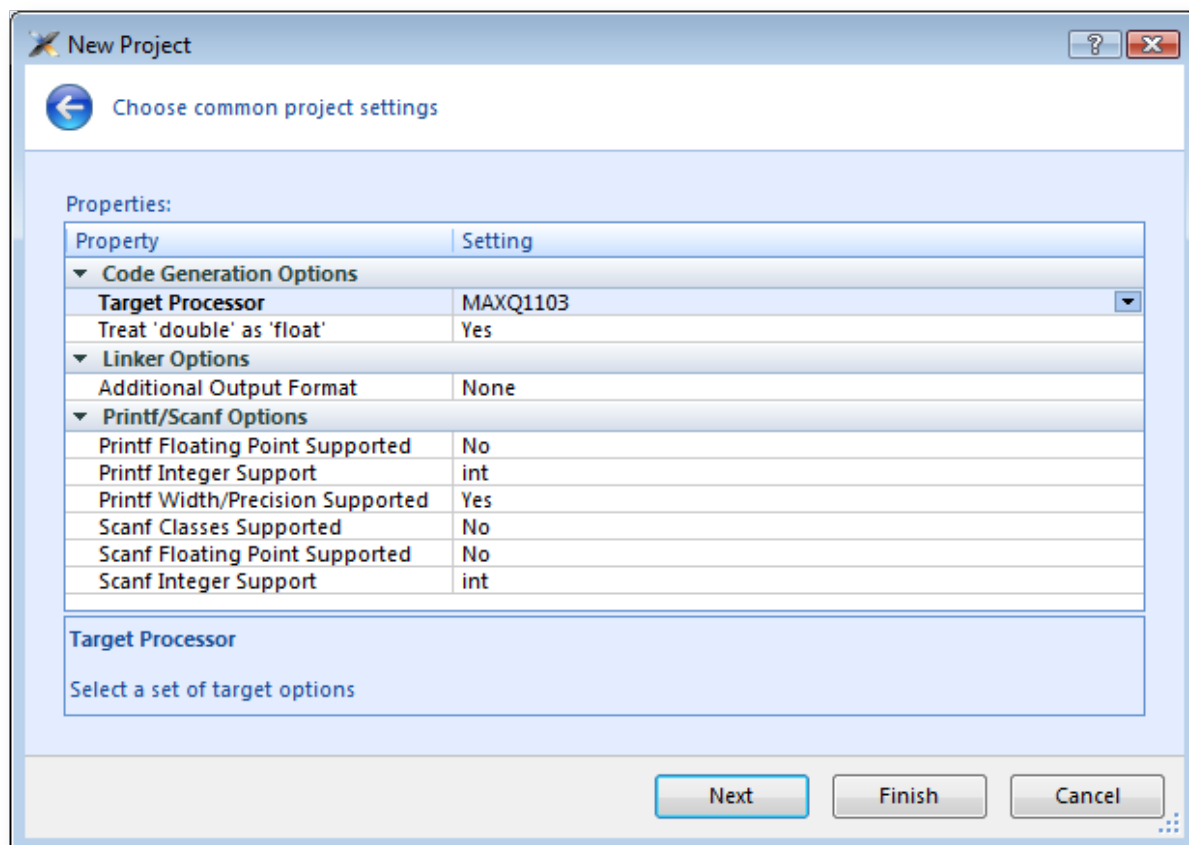 New Project
Choose common project settings
Properties:
Property Setting
Code Generation Options
Target Processor MAXQ1103
Treat 'double' as 'float' Yes
Linker Options
Additional Output Format None
Printf/Scanf Options
Printf Floating Point Supported No
Printf Integer Support int
Printf Width/Precision Supported Yes
Scanf Classes Supported No
Scanf Floating Point Supported No
Scanf Integer Support int
Target Processor
Select a set of target options
Next Finish Cancel